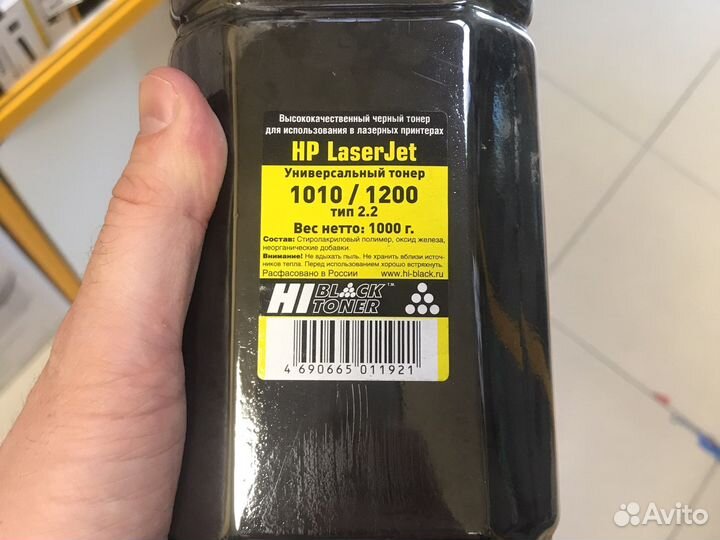 Высококачественный черный тонер
для использования в лазерных принтерах
HP LaserJet
Универсальный тонер
1010 / 1200
тип 2.2
Вес нетто: 1000 г.
Состав: Стиролакриловый полимер, оксид железа,
неорганические добавки.
Внимание! Не вдыхать пыль. Не хранить вблизи источ-
ников тепла. Перед использованием хорошо встряхнуть.
Расфасовано в России www.hi-black.ru
HI BLACK TONER ™
4 690665 011921
Avito